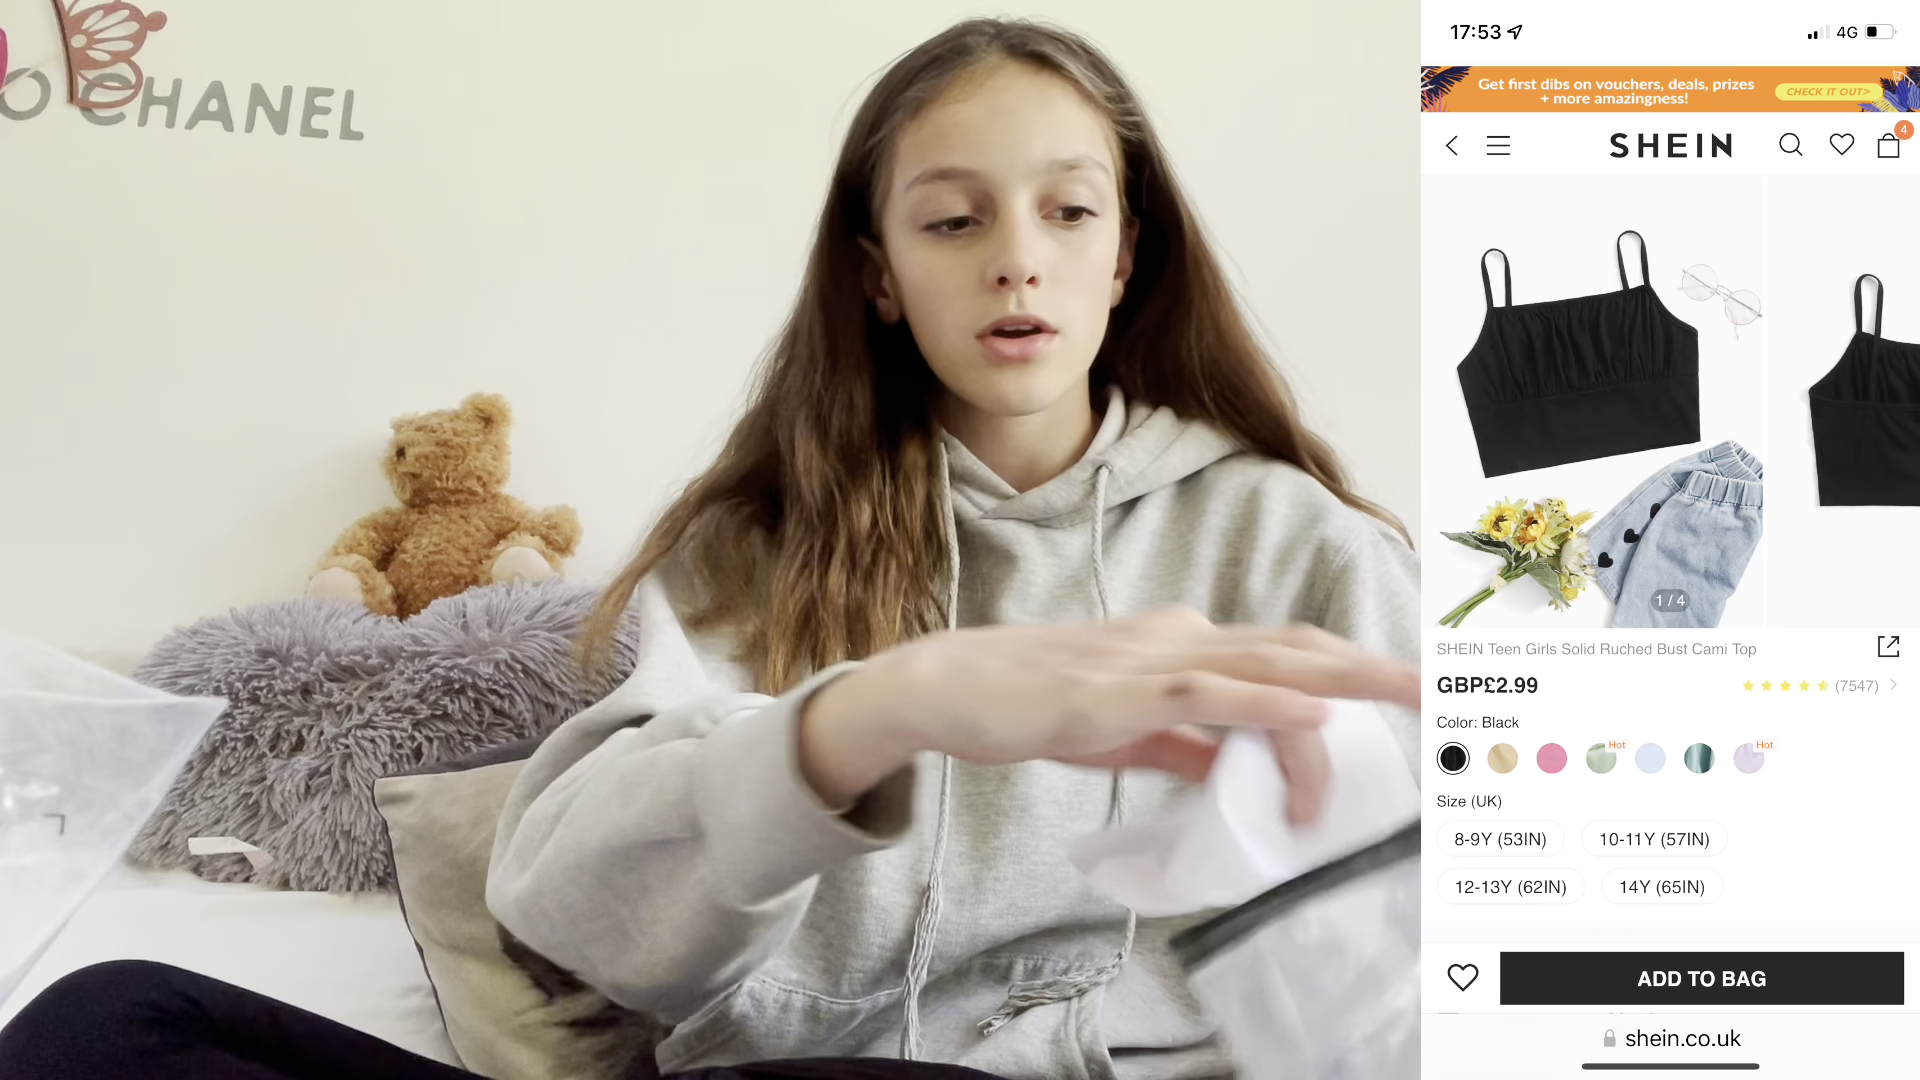 O CHANEL
17:53
4G
Get first dibs on vouchers, deals, prizes
+ more amazingness!
CHECK IT OUT>
SHEIN
4
1 / 4
SHEIN Teen Girls Solid Ruched Bust Cami Top
GBP£2.99
(7547)
Color: Black
Hot
Hot
Size (UK)
8-9Y (53IN)
10-11Y (57IN)
12-13Y (62IN)
14Y (65IN)
ADD TO BAG
shein.co.uk